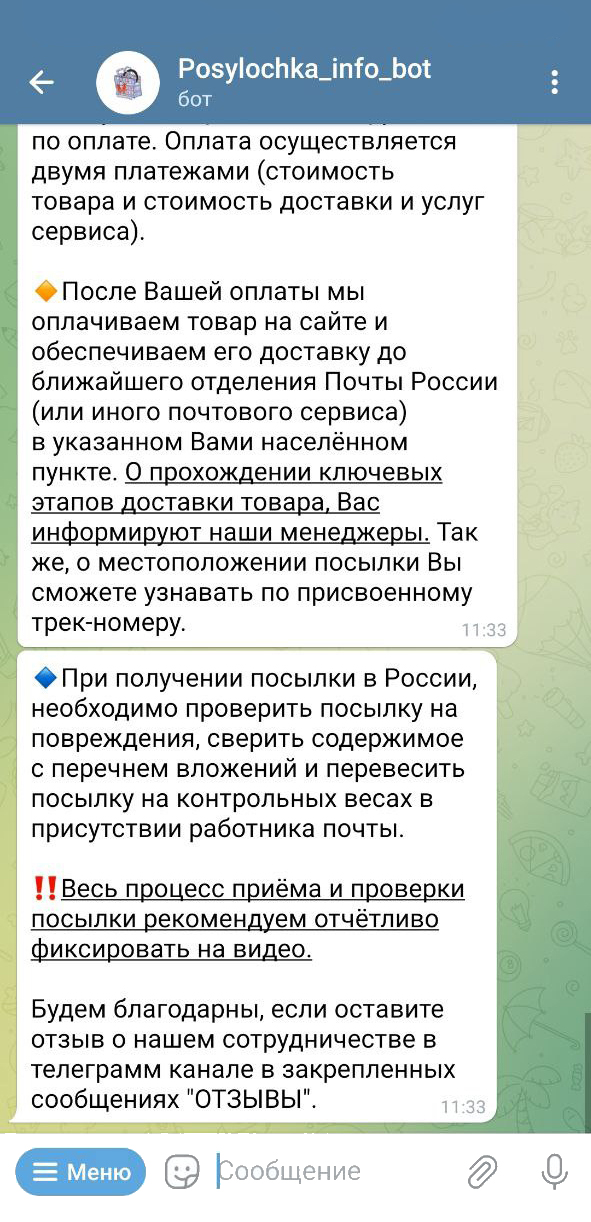 Posylochka_info_bot
бот
по оплате. Оплата осуществляется
двумя платежами (стоимость
товара и стоимость доставки и услуг
сервиса).
🔶После Вашей оплаты мы
оплачиваем товар на сайте и
обеспечиваем его доставку до
ближайшего отделения Почты России
(или иного почтового сервиса)
в указанном Вами населённом
пункте. О прохождении ключевых
этапов доставки товара, Вас
информируют наши менеджеры. Так
же, о местоположении посылки Вы
сможете узнавать по присвоенному
трек-номеру.
11:33
🔷При получении посылки в России,
необходимо проверить посылку на
повреждения, сверить содержимое
с перечнем вложений и перевесить
посылку на контрольных весах в
присутствии работника почты.
‼️Весь процесс приёма и проверки
посылки рекомендуем отчётливо
фиксировать на видео.
Будем благодарны, если оставите
отзыв о нашем сотрудничестве в
телеграмм канале в закрепленных
сообщениях "ОТЗЫВЫ".
11:33
Меню
Сообщение